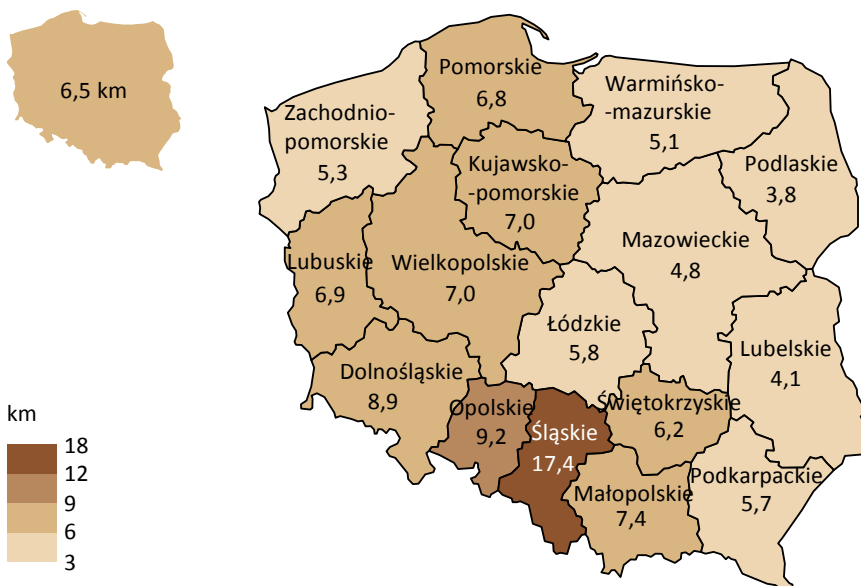 6,5 km
Pomorskie
6,8
Warmińsko-
-mazurskie
5,1
Zachodnio-
pomorskie
5,3
Kujawsko-
-pomorskie
7,0
Podlaskie
3,8
Mazowieckie
4,8
Lubuskie
6,9
Wielkopolskie
7,0
Łódzkie
5,8
Lubelskie
4,1
Dolnośląskie
8,9
Opolskie
9,2
Śląskie
17,4
Świętokrzyskie
6,2
Podkarpackie
5,7
Małopolskie
7,4
km
18
12
9
6
3